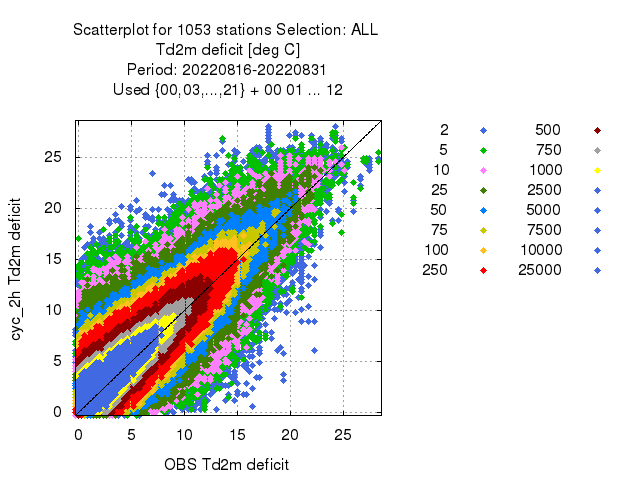 Scatterplot for 1053 stations Selection: ALL
Td2m deficit [deg C]
Period: 20220816-20220831
Used {00,03,...,21} + 00 01 ... 12
2 500
5 750
10 1000
25 2500
50 5000
75 7500
100 10000
250 25000
25
20
15
10
5
0
cyc_2h Td2m deficit
0 5 10 15 20 25
OBS Td2m deficit